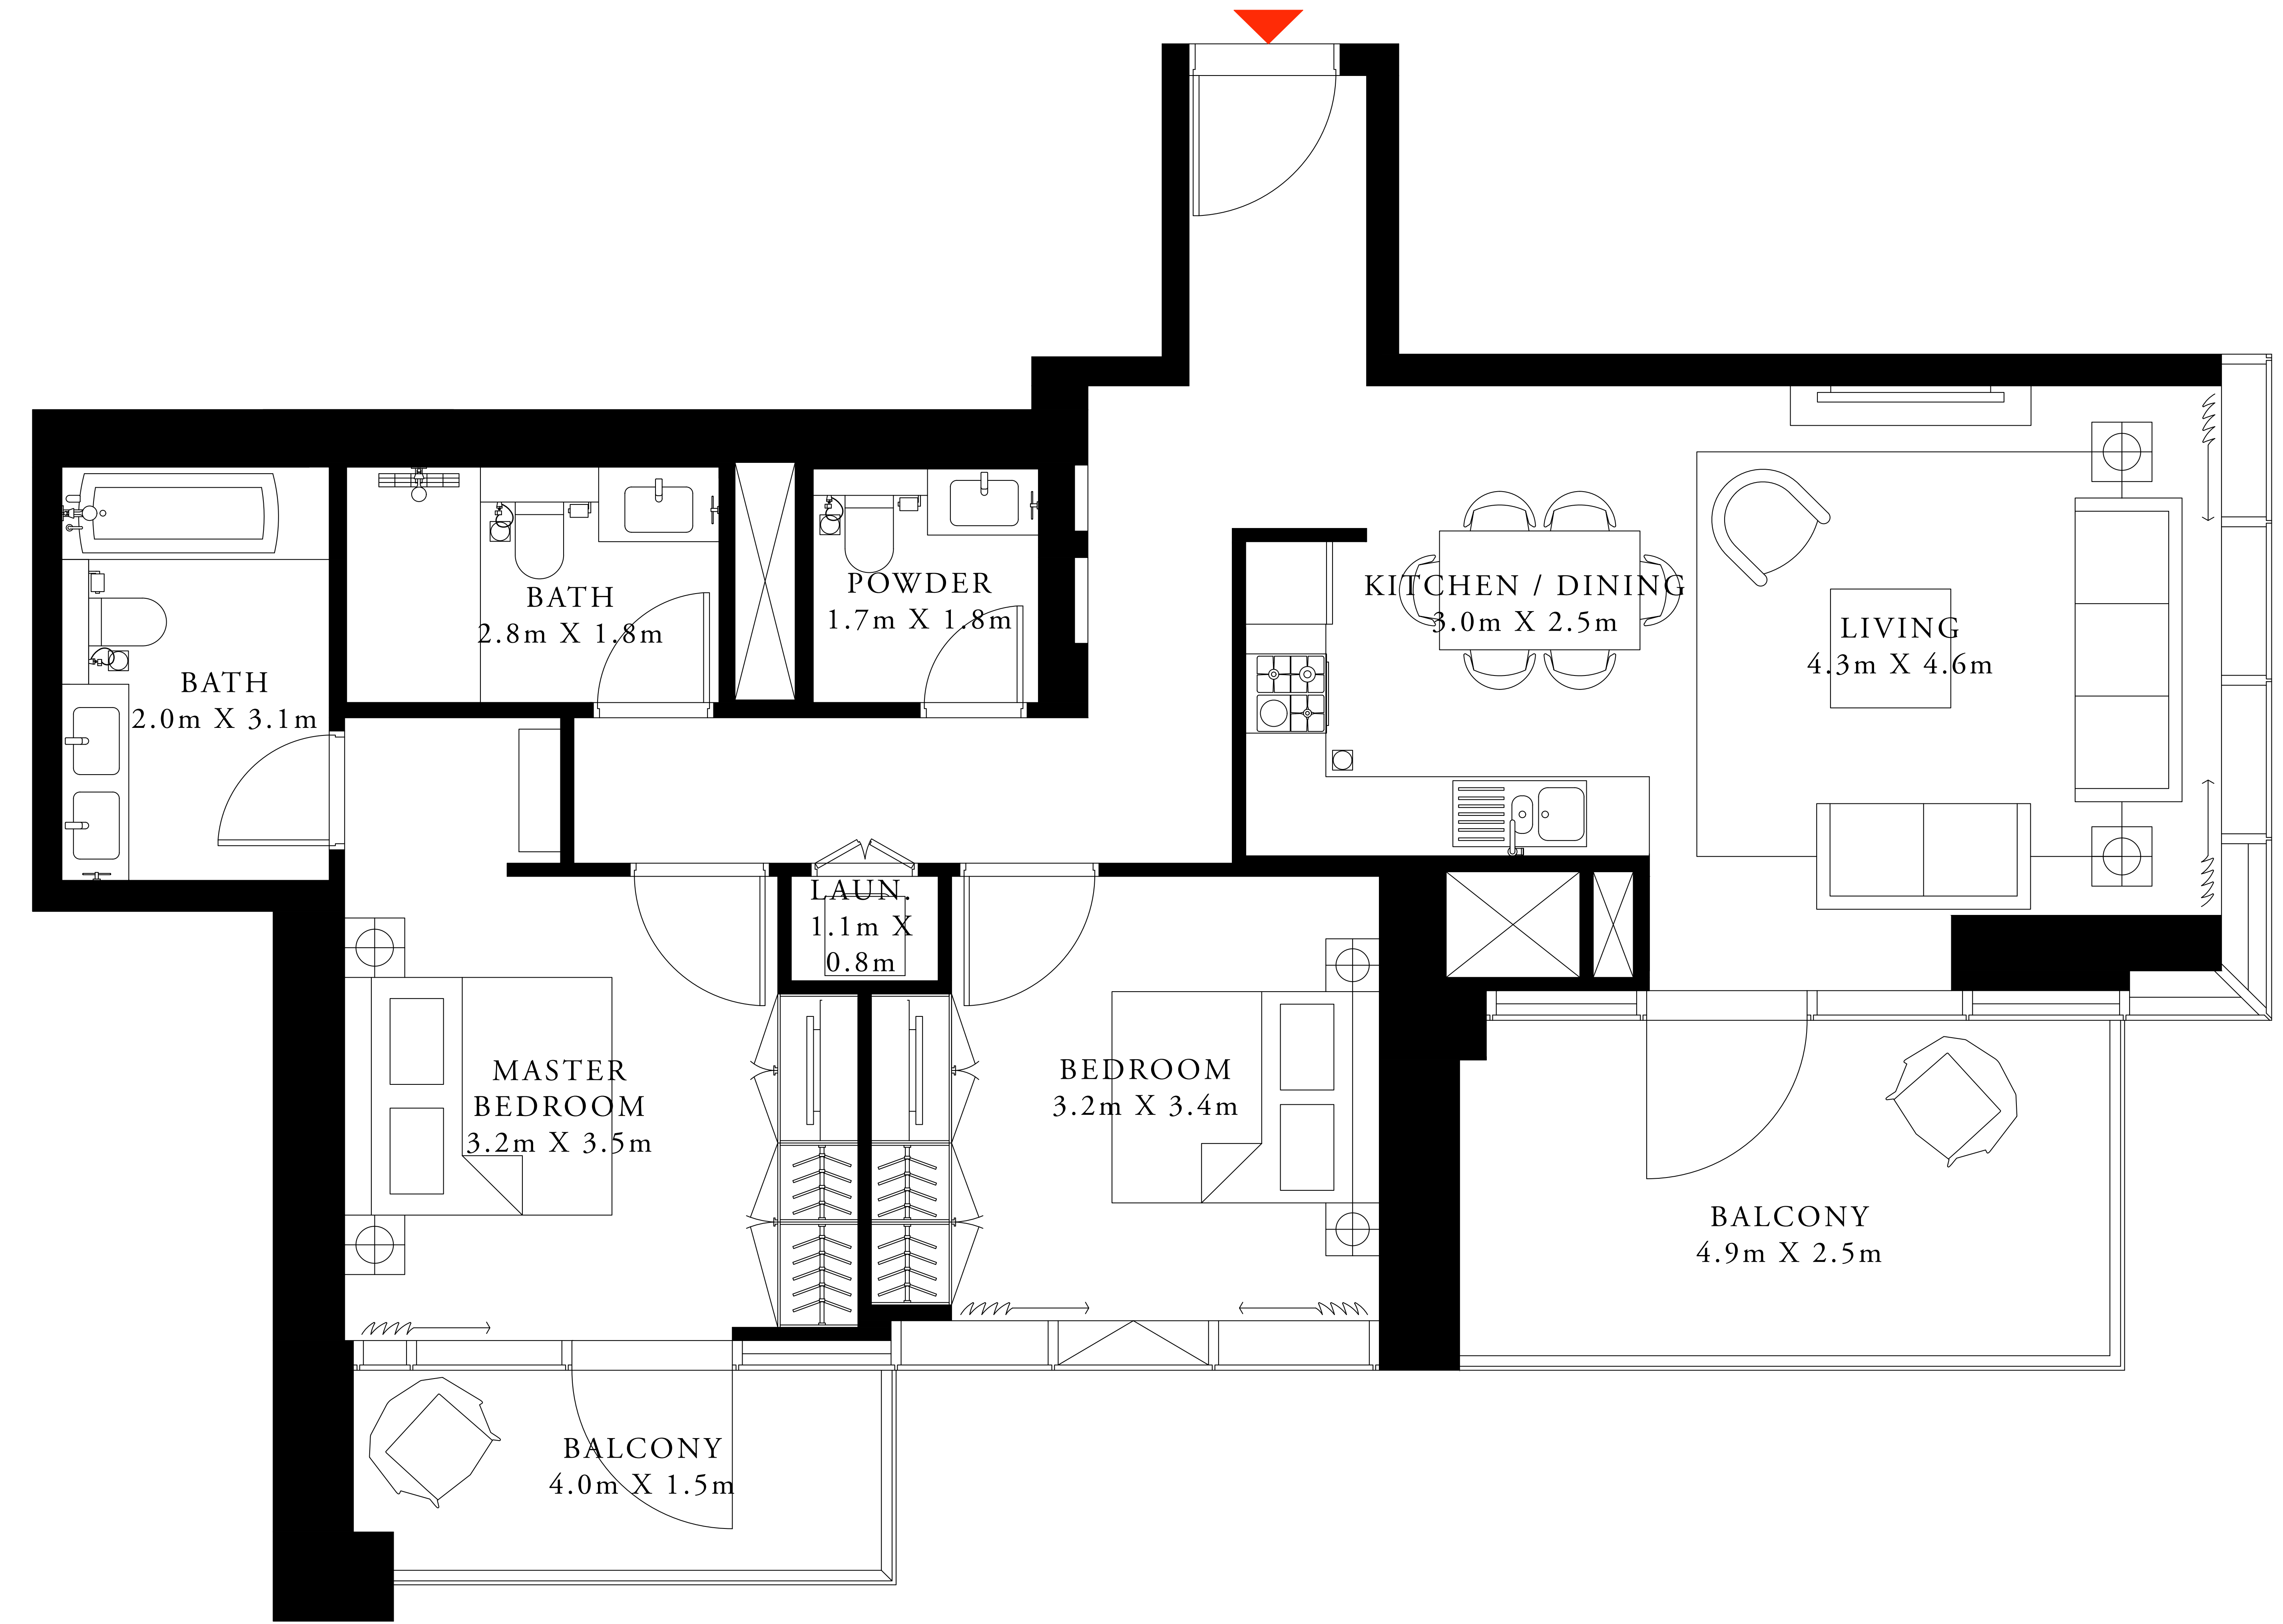 BATH
2.0m X 3.1m
BATH
2.8m X 1.8m
POWDER
1.7m X 1.8m
KITCHEN / DINING
3.0m X 2.5m
LIVING
4.3m X 4.6m
LAUN.
1.1m X
0.8m
MASTER
BEDROOM
3.2m X 3.5m
BEDROOM
3.2m X 3.4m
BALCONY
4.9m X 2.5m
BALCONY
4.0m X 1.5m